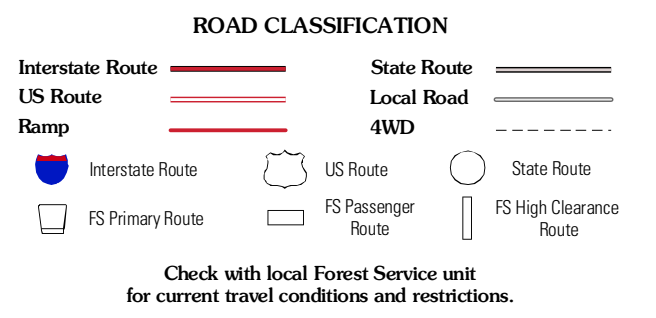 ROAD CLASSIFICATION
Interstate Route
State Route
US Route
Local Road
Ramp
4WD
Interstate Route
US Route
State Route
FS Primary Route
FS Passenger
Route
FS High Clearance
Route
Check with local Forest Service unit
for current travel conditions and restrictions.